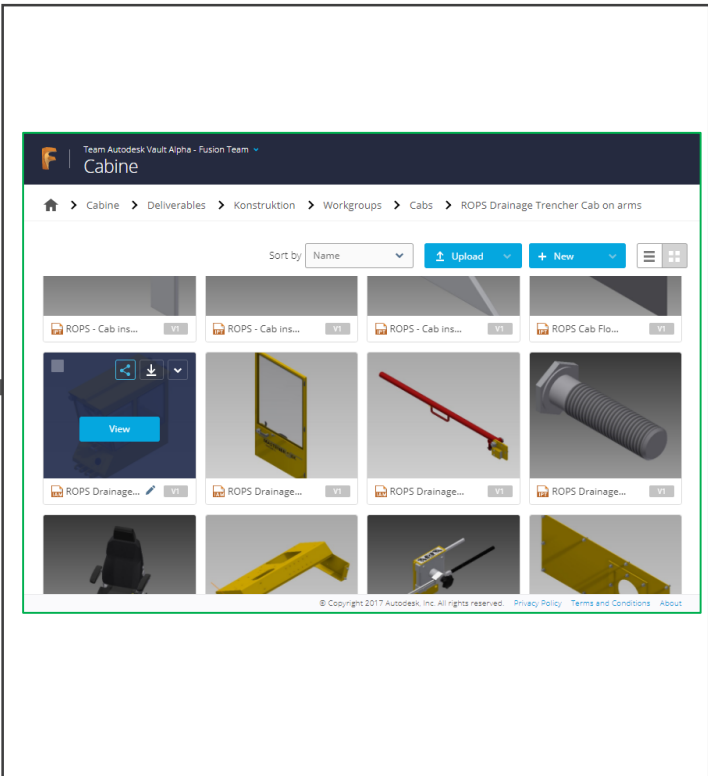 Team Autodesk Vault Alpha - Fusion Team
Cabine
Cabine > Deliverables > Konstruktion > Workgroups > Cabs > ROPS Drainage Trencher Cab on arms
Sort by Name Upload + New
ROPS - Cab ins... V1 ROPS - Cab ins... V1 ROPS - Cab ins... V1 ROPS Cab Flo... V1
View
ROPS Drainage... V1 ROPS Drainage... V1 ROPS Drainage... V1 ROPS Drainage... V1
© Copyright 2017 Autodesk, Inc. All rights reserved. Privacy Policy Terms and Conditions About